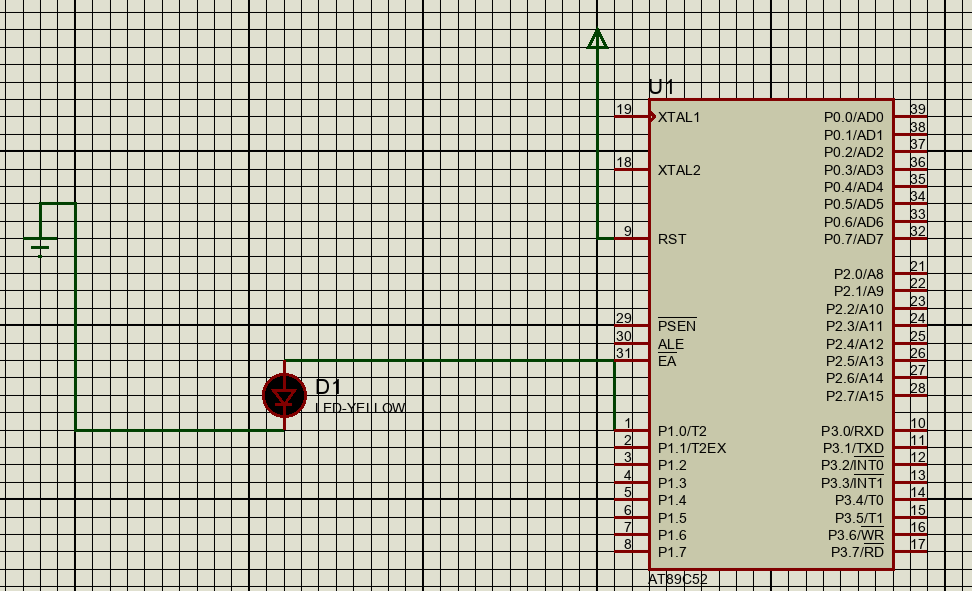 U1
19 XTAL1 P0.0/AD0 39
P0.1/AD1 38
P0.2/AD2 37
18 XTAL2 P0.3/AD3 36
P0.4/AD4 35
P0.5/AD5 34
P0.6/AD6 33
9 RST P0.7/AD7 32
P2.0/A8 21
P2.1/A9 22
P2.2/A10 23
29 PSEN P2.3/A11 24
30 ALE P2.4/A12 25
31 EA P2.5/A13 26
P2.6/A14 27
P2.7/A15 28
D1
LED-YELLOW
1 P1.0/T2 P3.0/RXD 10
2 P1.1/T2EX P3.1/TXD 11
3 P1.2 P3.2/INT0 12
4 P1.3 P3.3/INT1 13
5 P1.4 P3.4/T0 14
6 P1.5 P3.5/T1 15
7 P1.6 P3.6/WR 16
8 P1.7 P3.7/RD 17
AT89C52